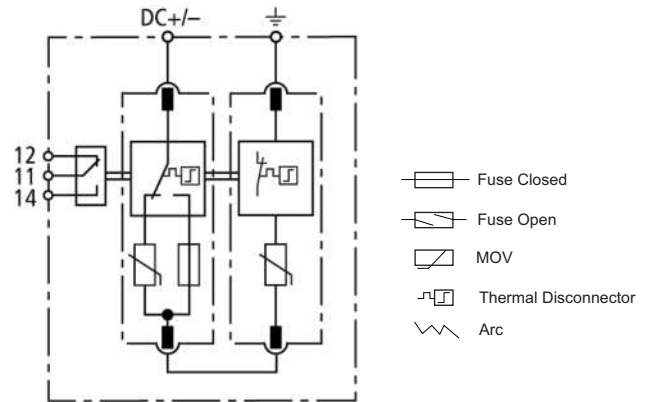 DC+/–
12
11
14
Fuse Closed
Fuse Open
MOV
Thermal Disconnector
Arc